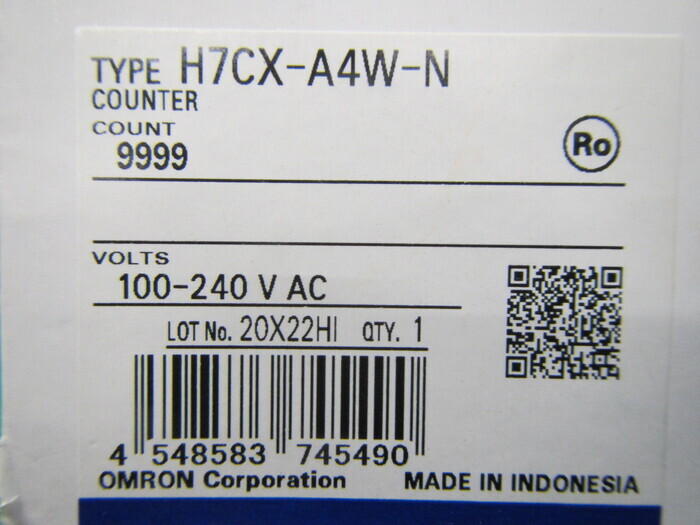 TYPE H7CX-A4W-N
COUNTER
COUNT
9999
Ro
VOLTS
100-240 V AC
LOT No. 20X22HI QTY. 1
4 548583 745490
OMRON Corporation MADE IN INDONESIA